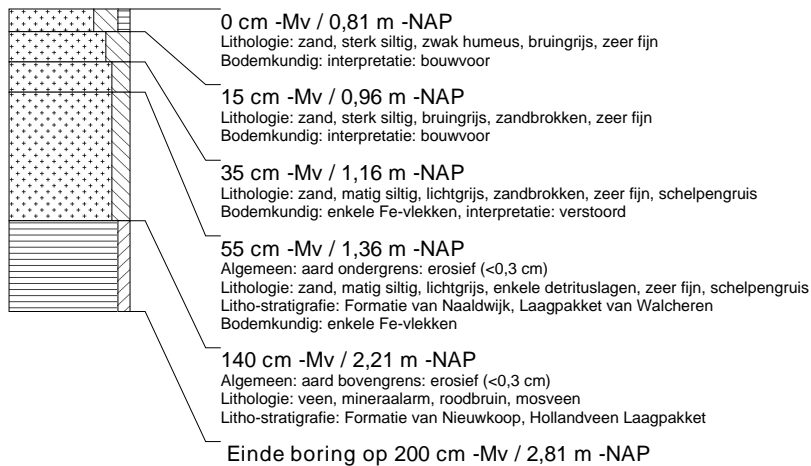 0 cm -Mv / 0,81 m -NAP
Lithologie: zand, sterk siltig, zwak humeus, bruingrijs, zeer fijn
Bodemkundig: interpretatie: bouwvoor
15 cm -Mv / 0,96 m -NAP
Lithologie: zand, sterk siltig, bruingrijs, zandbrokken, zeer fijn
Bodemkundig: interpretatie: bouwvoor
35 cm -Mv / 1,16 m -NAP
Lithologie: zand, matig siltig, lichtgrijs, zandbrokken, zeer fijn, schelpengruis
Bodemkundig: enkele Fe-vlekken, interpretatie: verstoord
55 cm -Mv / 1,36 m -NAP
Algemeen: aard ondergrens: erosief (<0,3 cm)
Lithologie: zand, matig siltig, lichtgrijs, enkele detrituslagen, zeer fijn, schelpengruis
Litho-stratigrafie: Formatie van Naaldwijk, Laagpakket van Walcheren
Bodemkundig: enkele Fe-vlekken
140 cm -Mv / 2,21 m -NAP
Algemeen: aard bovengrens: erosief (<0,3 cm)
Lithologie: veen, mineraalarm, roodbruin, mosveen
Litho-stratigrafie: Formatie van Nieuwkoop, Hollandveen Laagpakket
Einde boring op 200 cm -Mv / 2,81 m -NAP